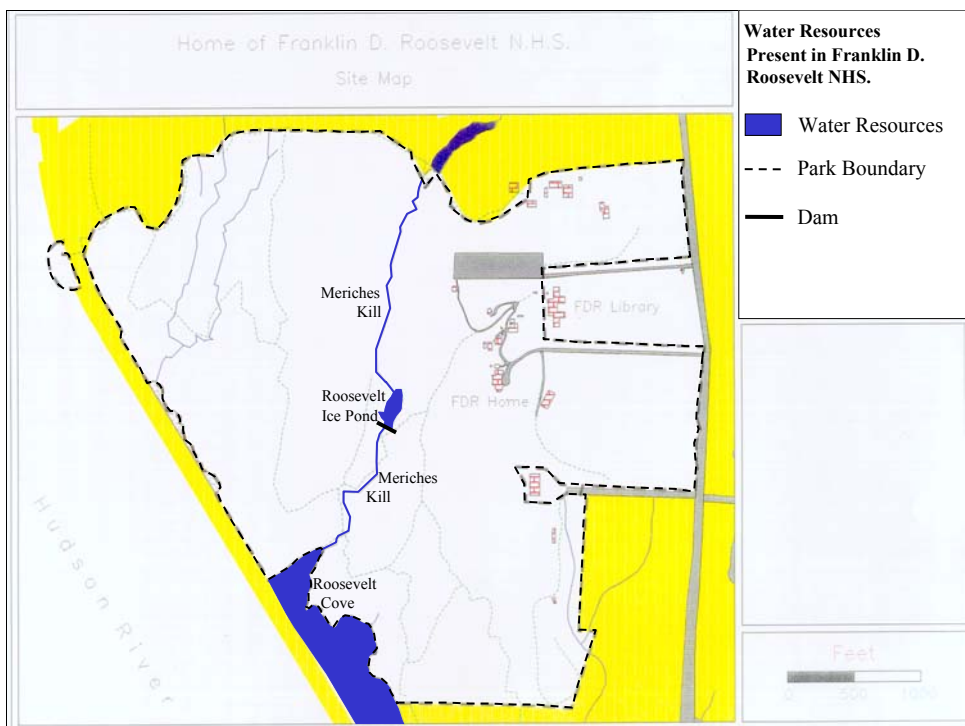 Home of Franklin D. Roosevelt N.H.S.
Site Map
Water Resources
Present in Franklin D.
Roosevelt NHS.
Water Resources
Park Boundary
Dam
Meriches
Kill
FDR Library
Roosevelt
Ice Pond
FDR Home
Meriches
Kill
Roosevelt
Cove
Hudson River
Feet
0 500 1000